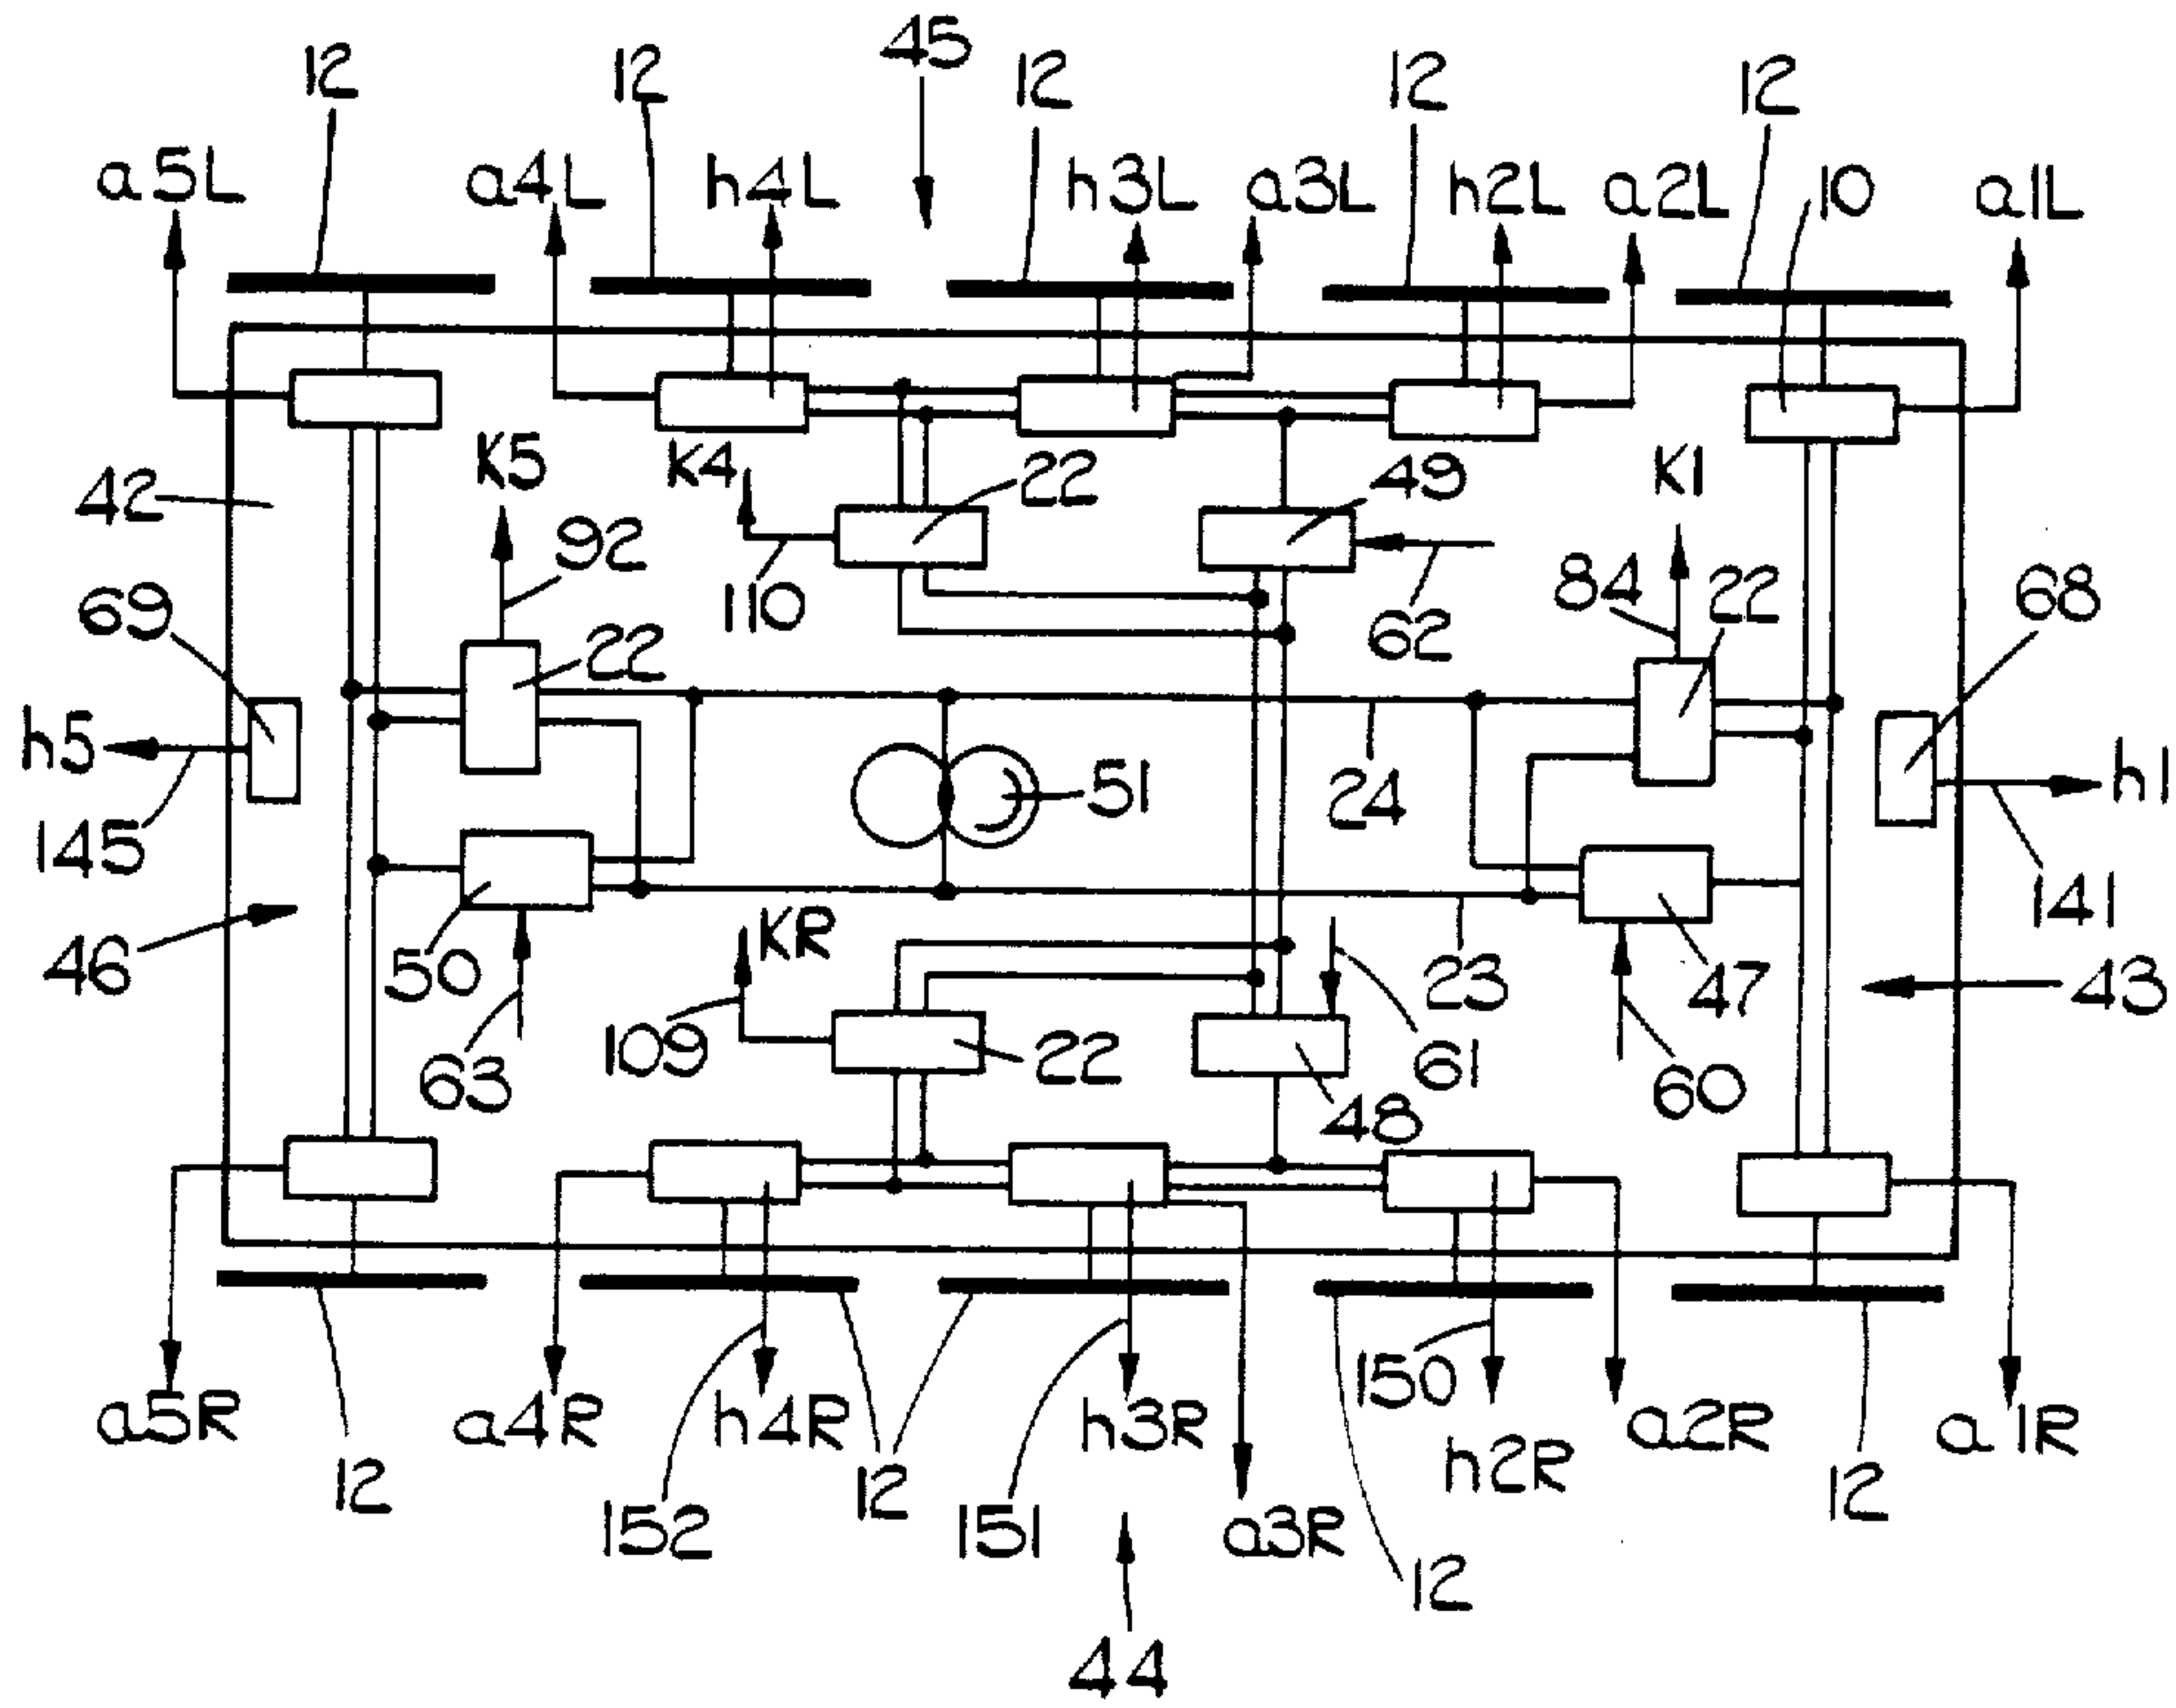 45
12 12 12 12 12
a5L a4L h4L h3L a3L h2L a2L 10 a1L
K5 K4 22 49 K1
42 92 84 22 68
69 110 62
22
h5 51 24 h1
145
46 50 KR 23 47 141 43
63 109 22 61 60
48
a5R a4R h4R h3R 150 a2R a1R
h2R
12 152 12 151 a3R 12
12
44